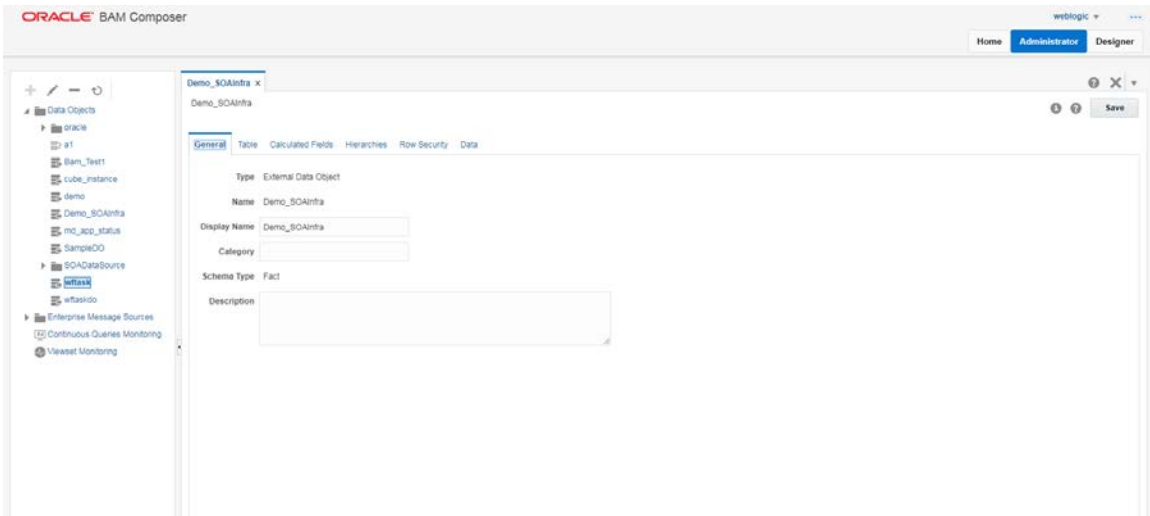 ORACLE' BAM Composer
weblogic
Home Administrator Designer
Demo_SOAInfra x
Demo_SOAInfra
Save
Data Objects
oracle
a1
Bam_Test1
cube_instance
demo
Demo_SOAInfra
md_app_status
SampleDO
SOADataSource
wftask
wftaskdo
Enterprise Message Sources
Continuous Queries Monitoring
Viewset Monitoring
General Table Calculated Fields Hierarchies Row Security Data
Type External Data Object
Name Demo_SOAInfra
Display Name Demo_SOAInfra
Category
Schema Type Fact
Description